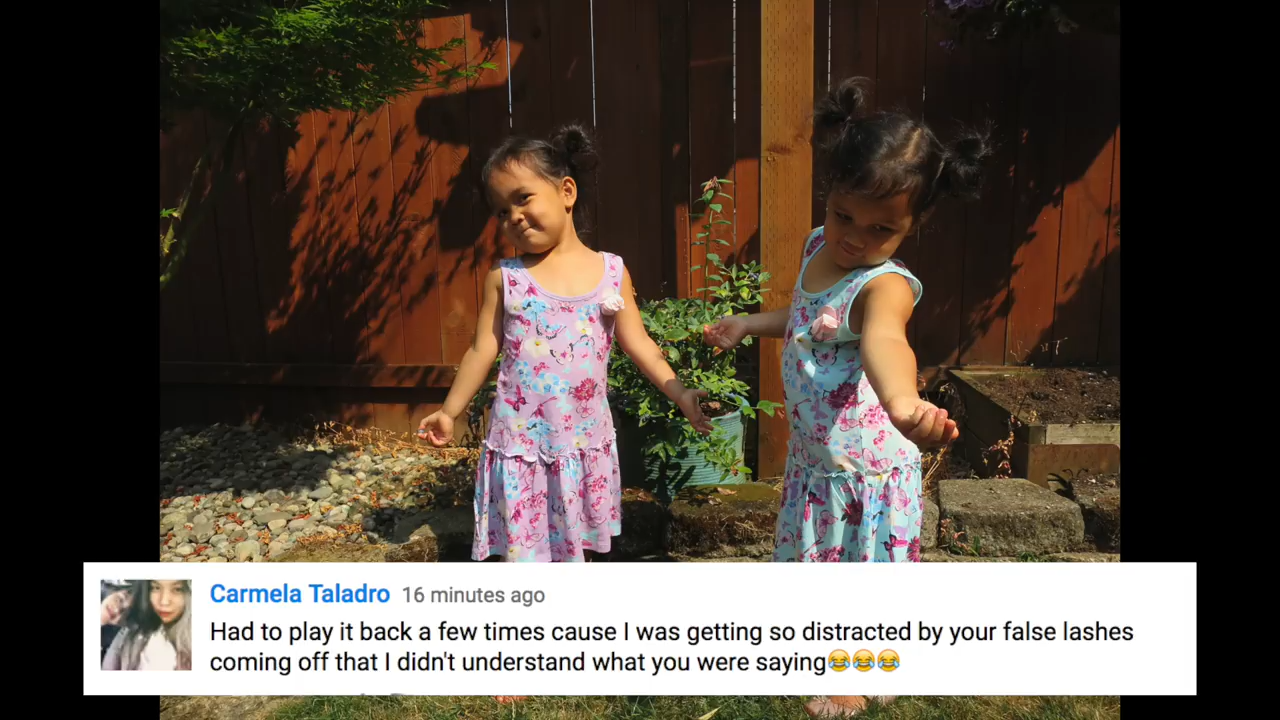 Carmela Taladro 16 minutes ago
Had to play it back a few times cause I was getting so distracted by your false lashes
coming off that I didn't understand what you were saying😂😂😂